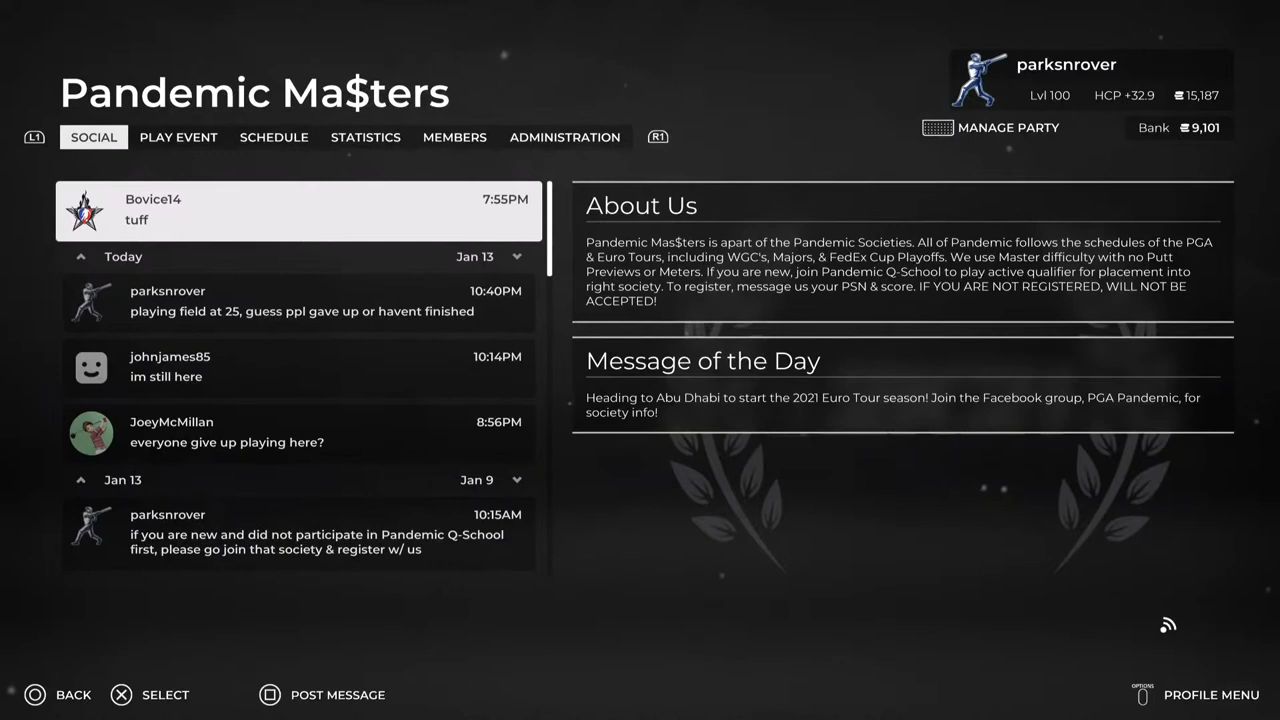 Pandemic Ma$ters
parksnrover
Lvl 100 HCP +32.9 15,187
L1 SOCIAL PLAY EVENT SCHEDULE STATISTICS MEMBERS ADMINISTRATION R1
MANAGE PARTY
Bank 9,101
Bovice14 7:55PM
tuff
Today Jan 13
parksnrover 10:40PM
playing field at 25, guess ppl gave up or havent finished
johnjames85 10:14PM
im still here
JoeyMcMillan 8:56PM
everyone give up playing here?
Jan 13 Jan 9
parksnrover 10:15AM
if you are new and did not participate in Pandemic Q-School
first, please go join that society & register w/ us
About Us
Pandemic Mas$ters is apart of the Pandemic Societies. All of Pandemic follows the schedules of the PGA
& Euro Tours, including WGC's, Majors, & FedEx Cup Playoffs. We use Master difficulty with no Putt
Previews or Meters. If you are new, join Pandemic Q-School to play active qualifier for placement into
right society. To register, message us your PSN & score. IF YOU ARE NOT REGISTERED, WILL NOT BE
ACCEPTED!
Message of the Day
Heading to Abu Dhabi to start the 2021 Euro Tour season! Join the Facebook group, PGA Pandemic, for
society info!
BACK SELECT POST MESSAGE
OPTIONS
PROFILE MENU